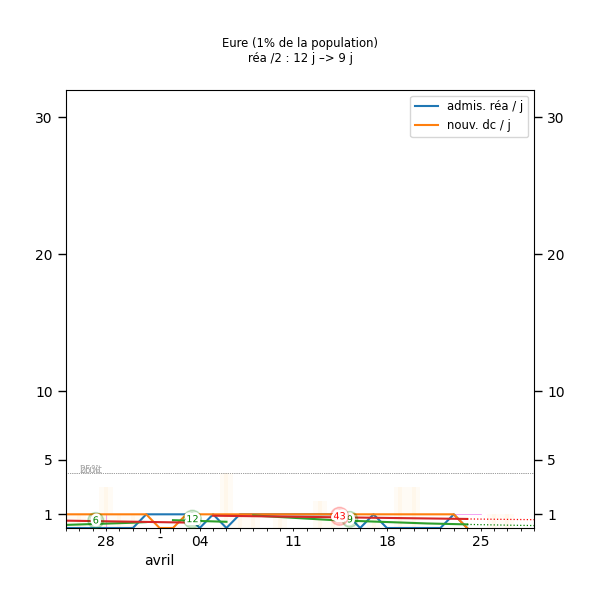 Eure (1% de la population)
réa /2 : 12 j –> 9 j
admis. réa / j
nouv. dc / j
30 30
20 20
10 10
5 5
1 1
6 12 43 9
28 - 04 11 18 25
avril